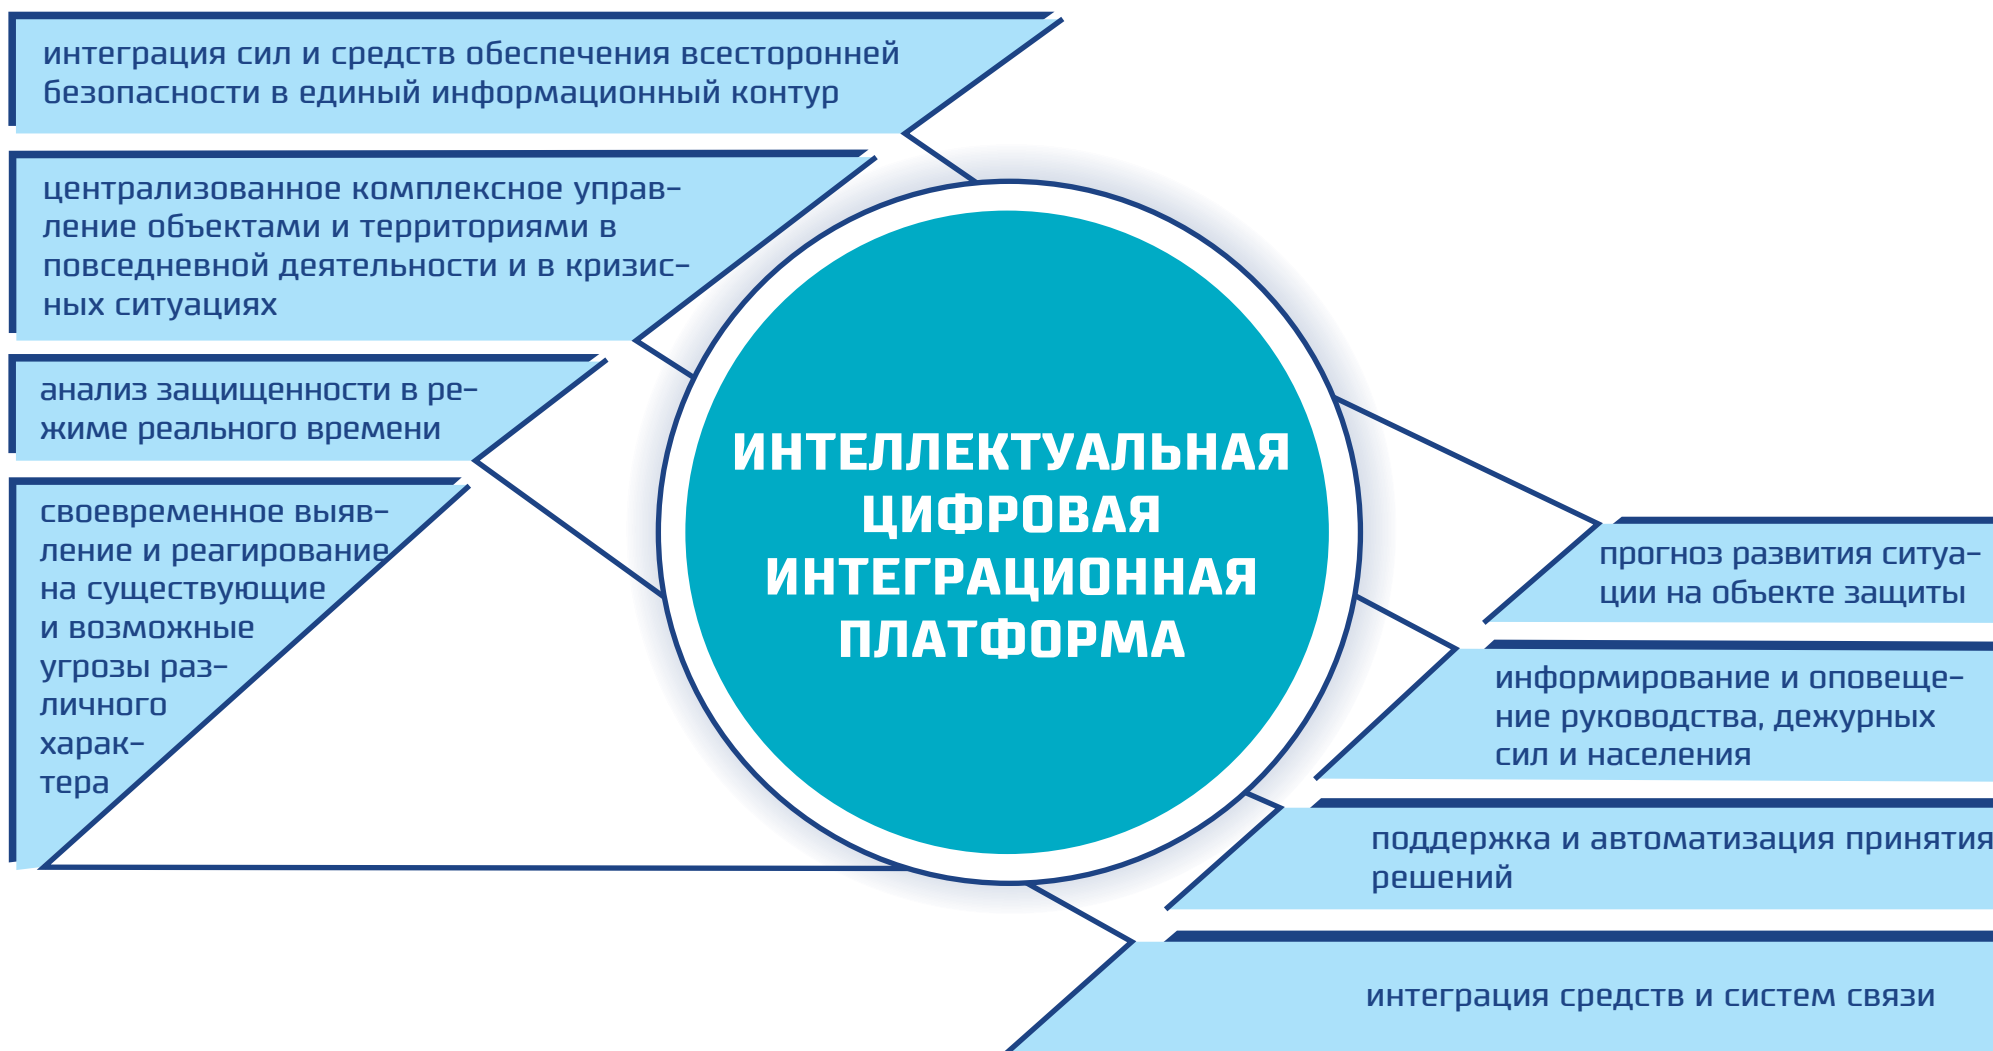 интеграция сил и средств обеспечения всесторонней
безопасности в единый информационный контур
централизованное комплексное управ-
ление объектами и территориями в
повседневной деятельности и в кризис-
ных ситуациях
анализ защищенности в ре-
жиме реального времени
своевременное выяв-
ление и реагирование
на существующие
и возможные
угрозы раз-
личного
харак-
тера
ИНТЕЛЛЕКТУАЛЬНАЯ
ЦИФРОВАЯ
ИНТЕГРАЦИОННАЯ
ПЛАТФОРМА
прогноз развития ситуа-
ции на объекте защиты
информирование и оповеще-
ние руководства, дежурных
сил и населения
поддержка и автоматизация принятия
решений
интеграция средств и систем связи